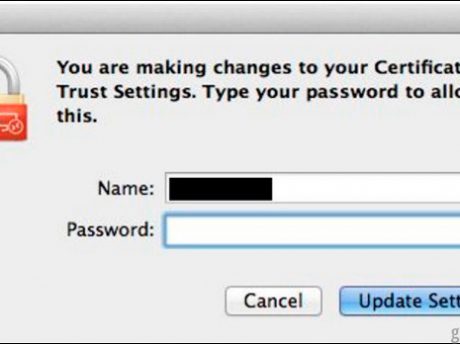 You are making changes to your Certificat
Trust Settings. Type your password to allo
this.
Name:
Password:
Cancel
Update Sett
g